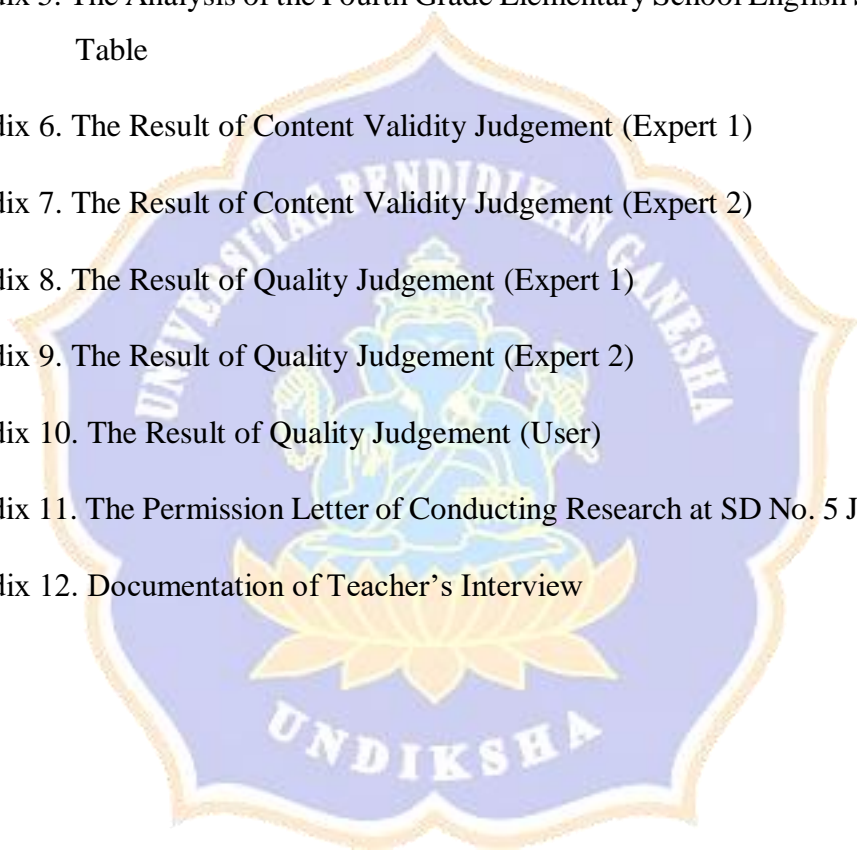 dix 5. The Analysis of the Fourth Grade Elementary School English
Table
dix 6. The Result of Content Validity Judgement (Expert 1)
dix 7. The Result of Content Validity Judgement (Expert 2)
dix 8. The Result of Quality Judgement (Expert 1)
dix 9. The Result of Quality Judgement (Expert 2)
dix 10. The Result of Quality Judgement (User)
dix 11. The Permission Letter of Conducting Research at SD No. 5 J
dix 12. Documentation of Teacher’s Interview
UNIVERSITAS PENDIDIKAN GANESHA
UNDIKSHA